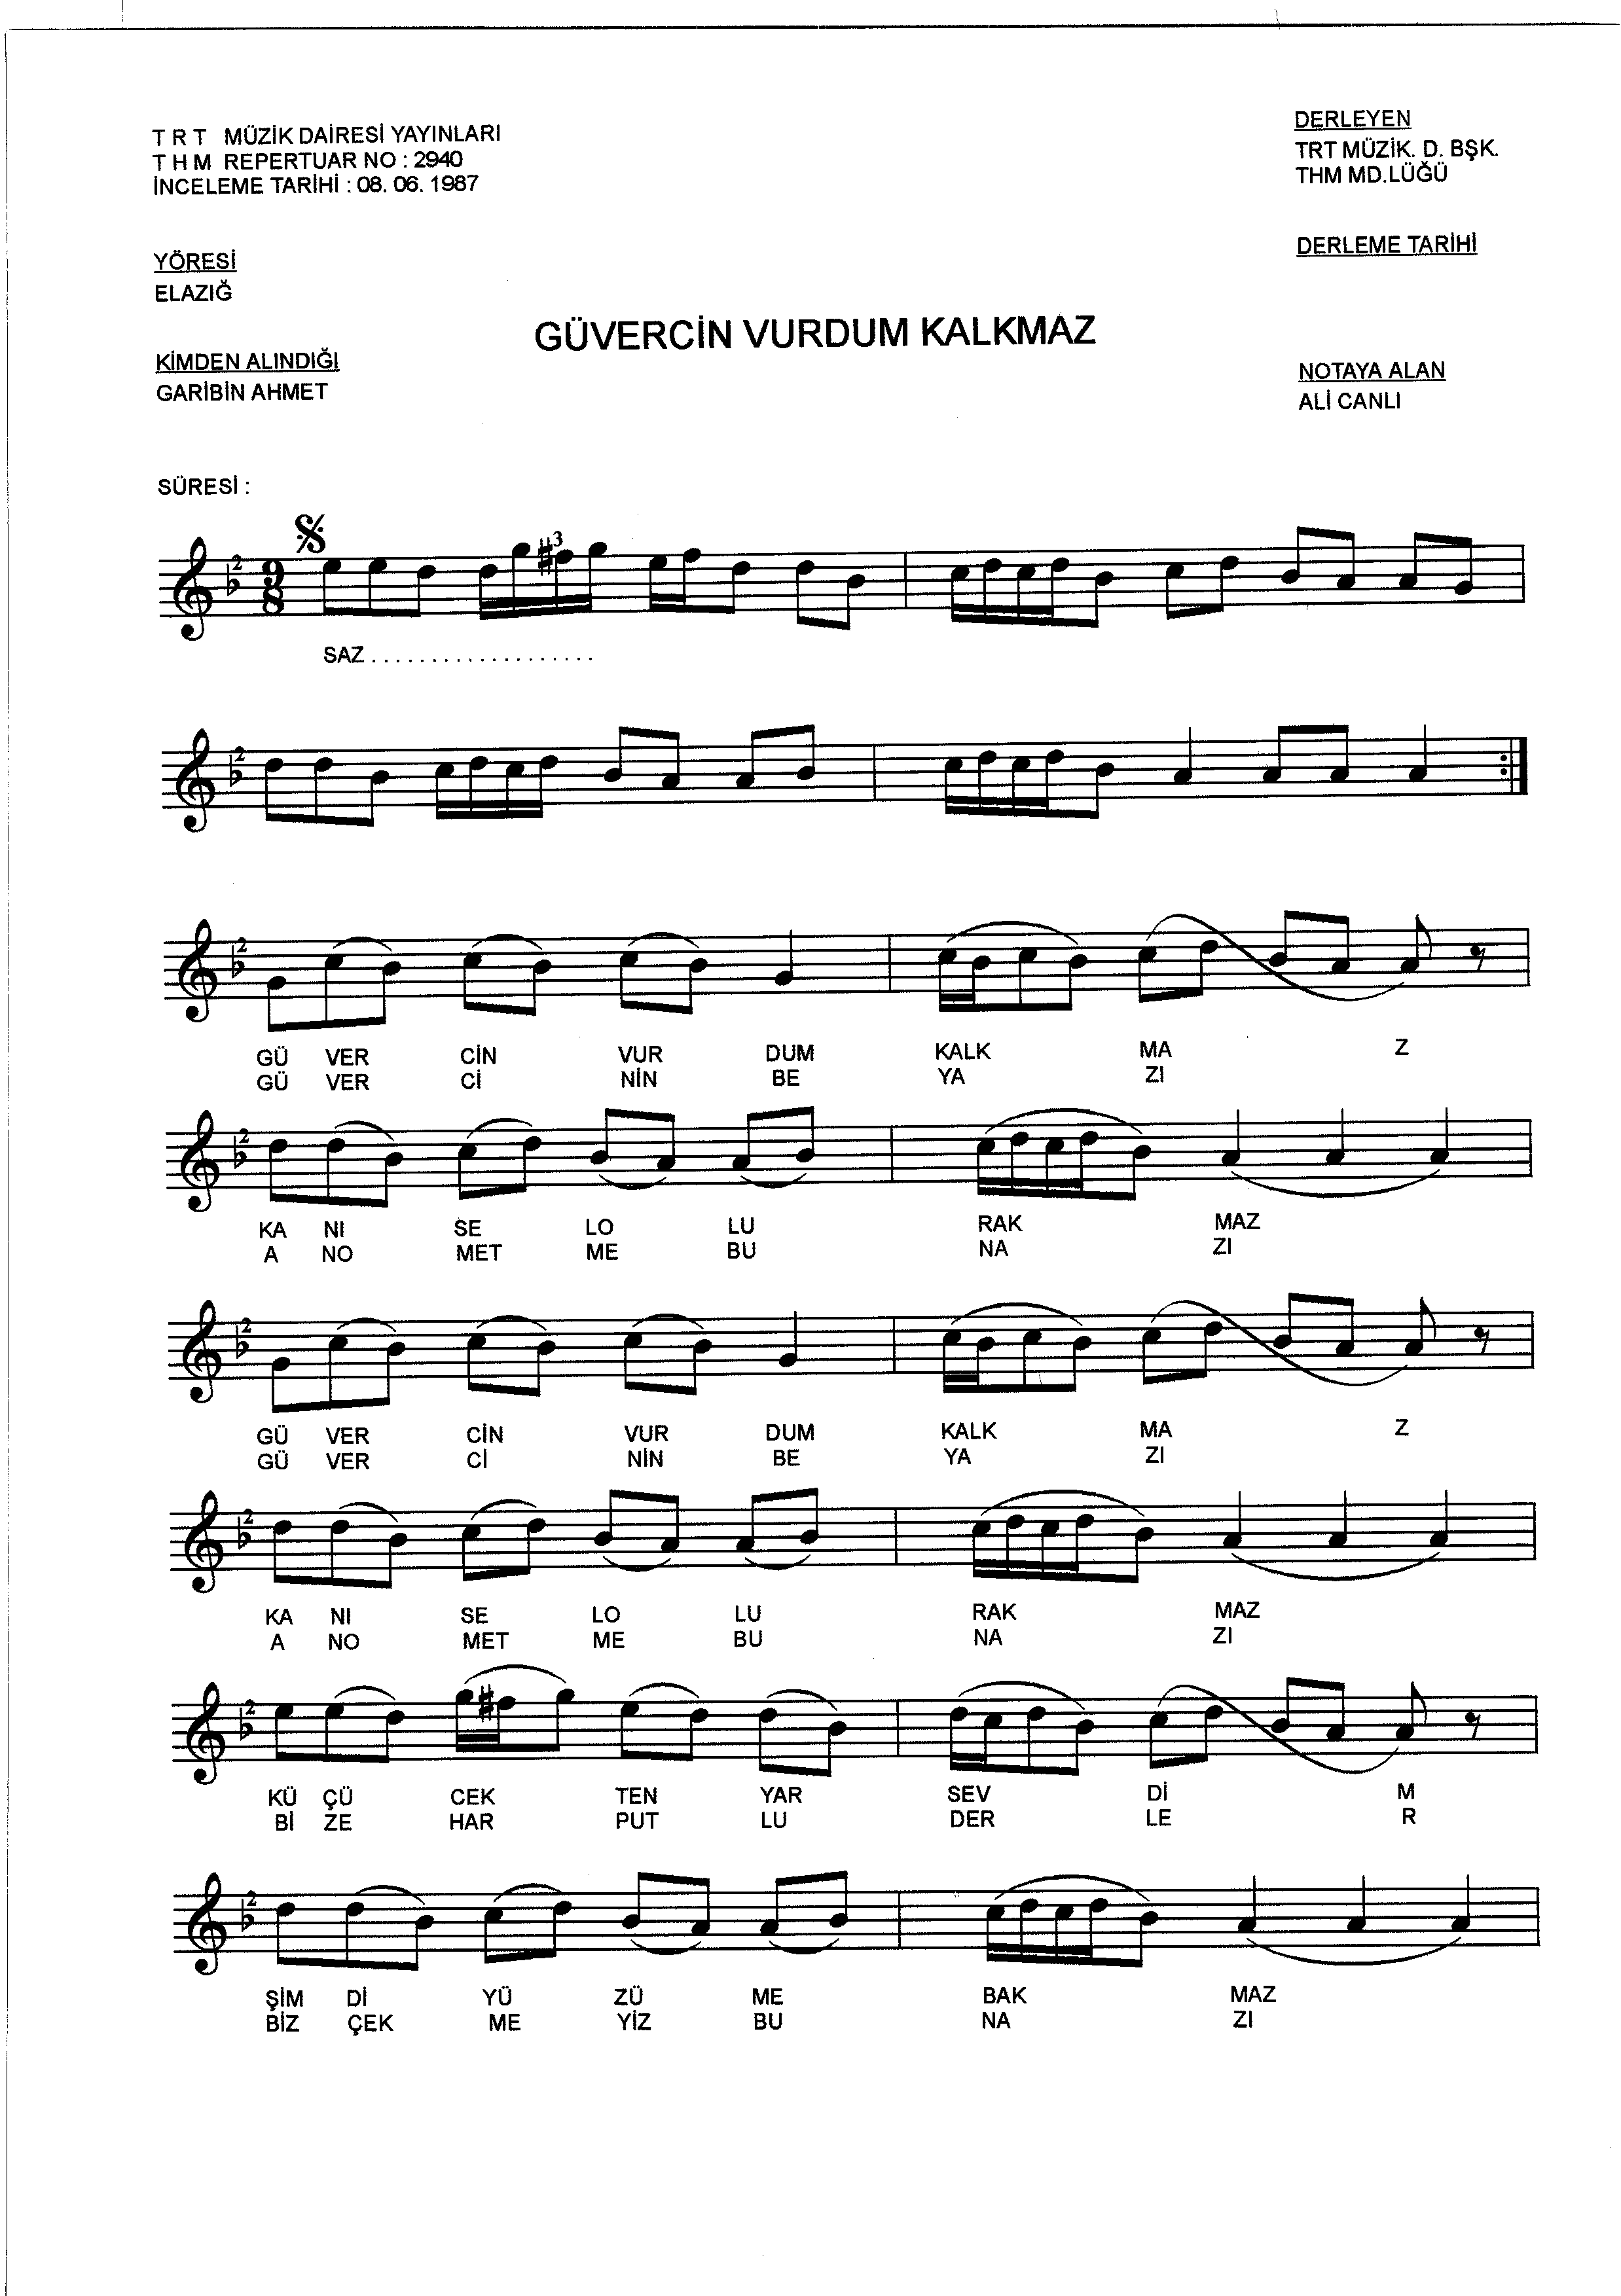 T R T MÜZİK DAİRESİ YAYINLARI
T H M REPERTUAR NO : 2940
İNCELEME TARİHİ : 08. 06. 1987
DERLEYEN
TRT MÜZİK. D. BŞK.
THM MD.LÜĞÜ
YÖRESİ
ELAZIĞ
DERLEME TARİHİ
GÜVERCİN VURDUM KALKMAZ
KİMDEN ALINDIĞI
GARİBİN AHMET
NOTAYA ALAN
ALİ CANLI
SÜRESİ :
SAZ . . . . . . . . . . . . . . . . . . .
GÜ VER CİN VUR DUM KALK MA Z
GÜ VER Cİ NİN BE YA ZI
KA NI SE LO LU RAK MAZ
A NO MET ME BU NA ZI
GÜ VER CİN VUR DUM KALK MA Z
GÜ VER Cİ NİN BE YA ZI
KA NI SE LO LU RAK MAZ
A NO MET ME BU NA ZI
KÜ ÇÜ CEK TEN YAR SEV Dİ M
Bİ ZE HAR PUT LU DER LE R
ŞİM Dİ YÜ ZÜ ME BAK MAZ
BİZ ÇEK ME YİZ BU NA ZI